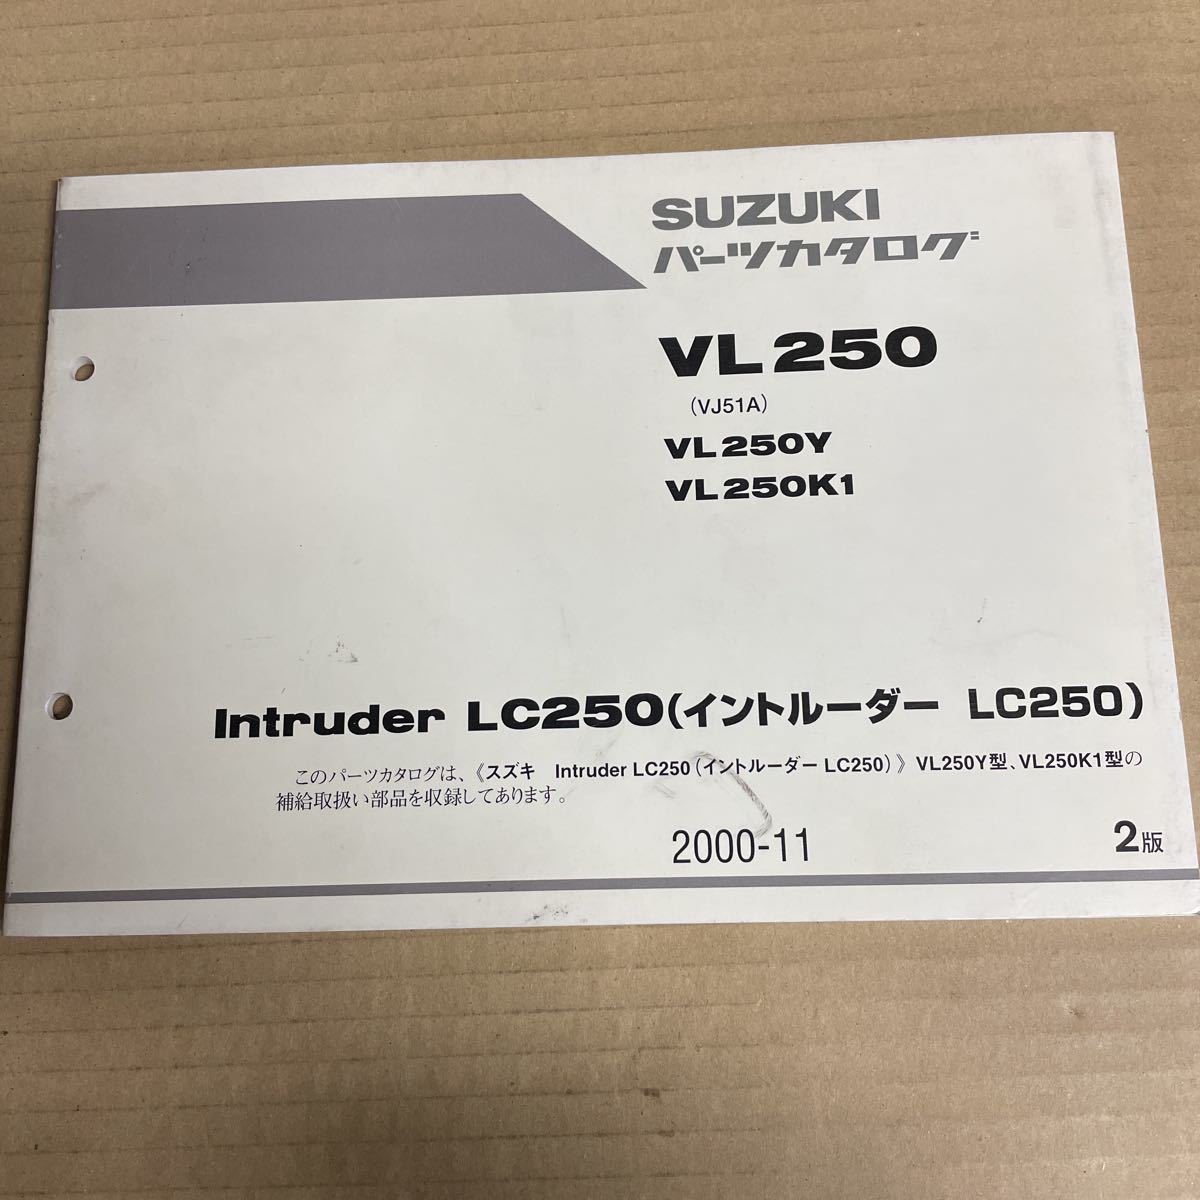 SUZUKI
パーツカタログ
VL250
(VJ51A)
VL250Y
VL250K1
Intruder LC250(イントルーダー LC250)
このパーツカタログは、《スズキ Intruder LC250(イントルーダー LC250)》VL250Y型、VL250K1型の
補給取扱い部品を収録してあります。
2000-11 2版